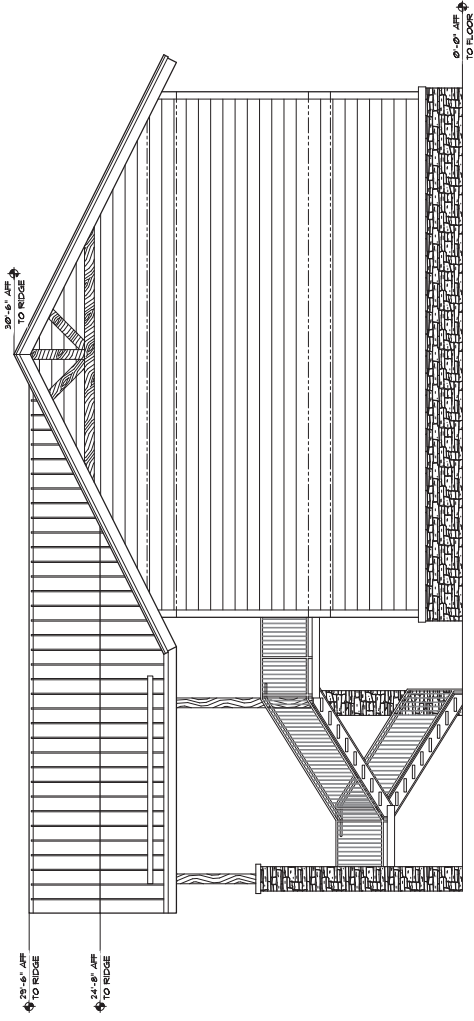 30'-6" AFF
TO RIDGE
0'-0" AFF
TO FLOOR
29'-6" AFF
TO RIDGE
24'-8" AFF
TO RIDGE